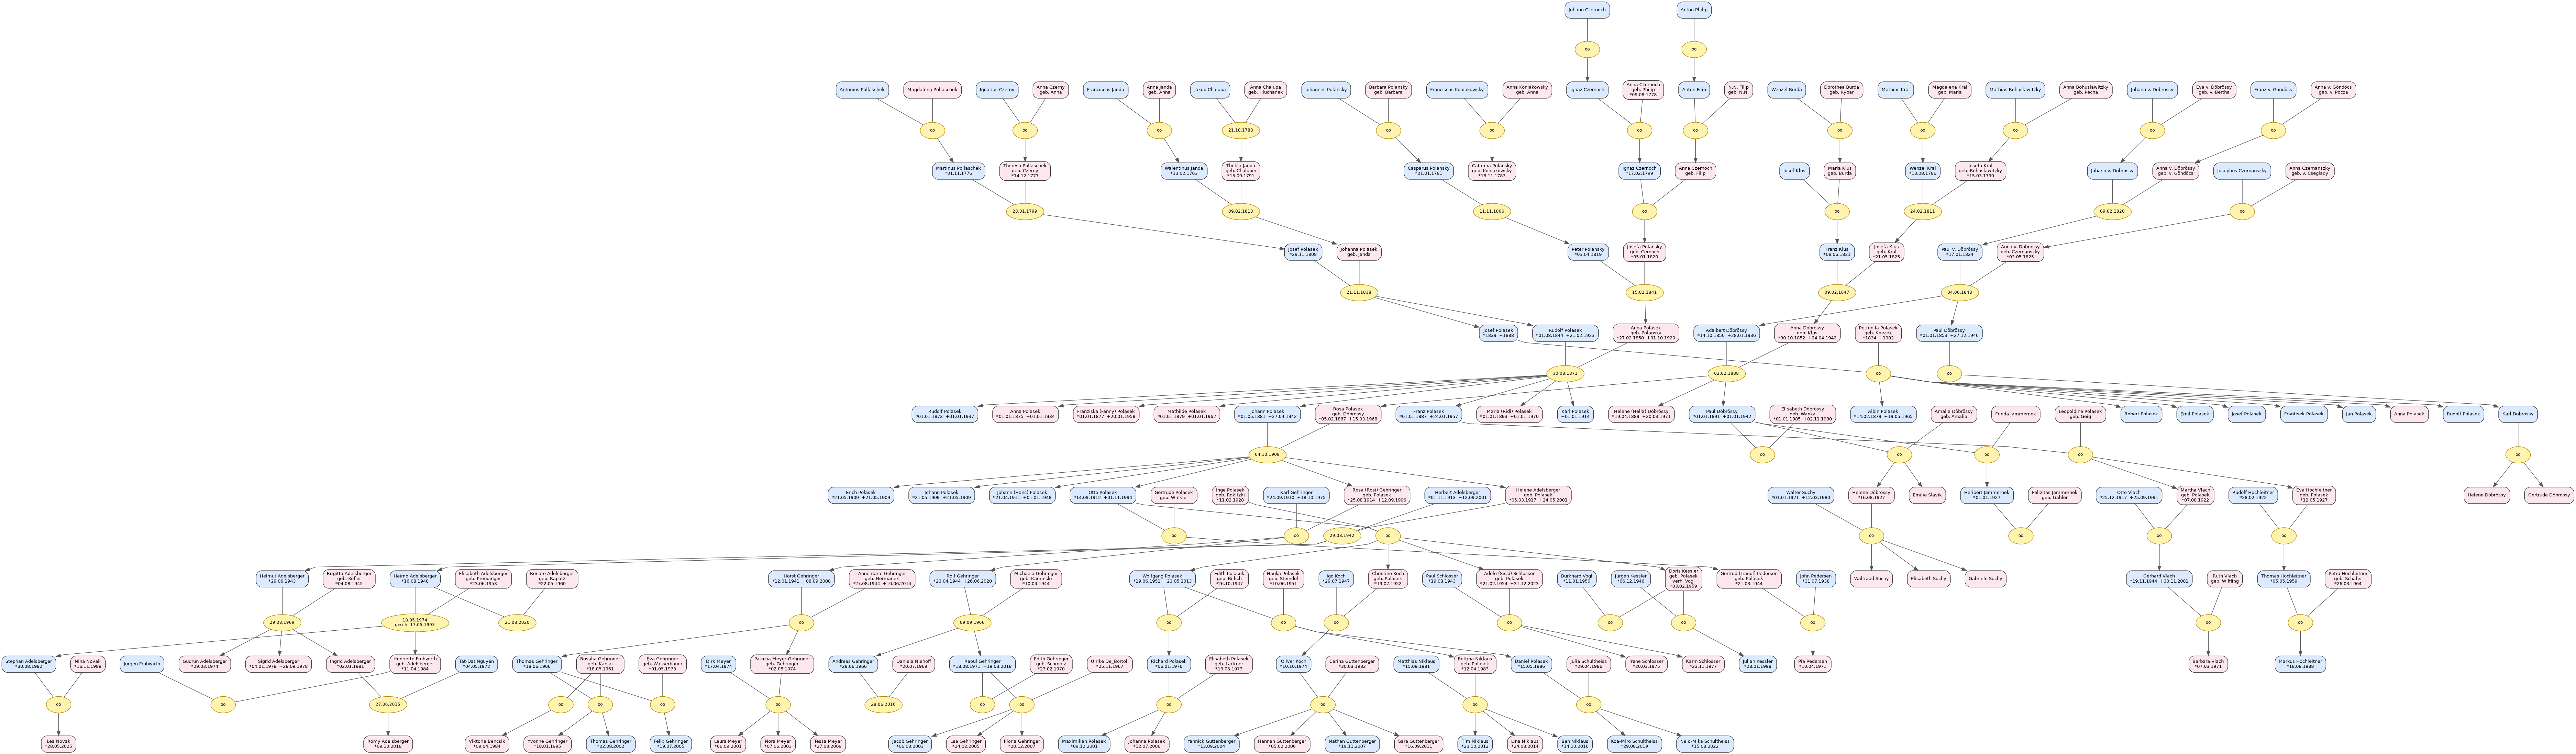 Johann Czernoch
Anton Philip
∞
∞
Antonius Pollaschek
Magdalena Pollaschek
Ignatius Czerny
Anna Czerny
geb. Anna
Franciscus Janda
Anna Janda
geb. Anna
Jakob Chalupa
Anna Chalupa
geb. Hluchanek
Johannes Polansky
Barbara Polansky
geb. Barbara
Franciscus Koniakowsky
Anna Koniakowsky
geb. Anna
Ignaz Czernoch
Anna Czernoch
geb. Philip
*09.08.1778
Anton Filip
N.N. Filip
geb. N.N.
Wenzel Burda
Dorothea Burda
geb. Rybar
Mathias Kral
Magdalena Kral
geb. Maria
Mathias Bohuslawitzky
Anna Bohuslawitzky
geb. Pecha
Johann v. Döbrössy
Eva v. Döbrössy
geb. v. Bertha
Franz v. Göndöcs
Anna v. Göndöcs
geb. v. Pocza
∞
∞
∞
21.10.1788
∞
∞
∞
∞
∞
∞
∞
∞
∞
Martinus Pollaschek
*01.11.1776
Theresa Pollaschek
geb. Czerny
*14.12.1777
Walentinus Janda
*13.02.1763
Thekla Janda
geb. Chalupin
*15.09.1791
Casparus Polansky
*01.01.1781
Catarina Polansky
geb. Koniakowsky
*18.11.1783
Ignaz Czernoch
*17.02.1799
Anna Czernoch
geb. Filip
Josef Klus
Maria Klus
geb. Burda
Wenzel Kral
*13.08.1786
Josefa Kral
geb. Bohuslawitzky
*15.03.1790
Johann v. Döbrössy
Anna v. Döbrössy
geb. v. Göndöcs
Josephus Czernanszky
Anna Czernanszky
geb. v. Cseglady
28.01.1799
09.02.1813
11.11.1806
∞
∞
24.02.1811
09.02.1820
∞
Josef Polasek
*29.11.1808
Johanna Polasek
geb. Janda
Peter Polansky
*03.04.1819
Josefa Polansky
geb. Cernoch
*05.01.1820
Franz Klus
*08.06.1821
Josefa Klus
geb. Kral
*21.05.1825
Paul v. Döbrössy
*17.01.1824
Anna v. Döbrössy
geb. Czernanszky
*03.05.1825
21.11.1838
15.02.1841
09.02.1847
04.06.1848
Josef Polasek
*1839 +1888
Rudolf Polasek
*01.08.1844 +21.02.1923
Anna Polasek
geb. Polansky
*27.02.1850 +01.10.1920
Adalbert Döbrössy
*14.10.1850 +28.01.1936
Anna Döbrössy
geb. Klus
*30.10.1852 +24.04.1942
Petronila Polasek
geb. Knezek
*1834 +1902
Paul Döbrössy
*01.01.1853 +27.12.1946
30.08.1871
02.02.1886
∞
∞
Rudolf Polasek
*01.01.1873 +01.01.1937
Anna Polasek
*01.01.1875 +01.01.1934
Franziska (Fanny) Polasek
*01.01.1877 +20.01.1958
Mathilde Polasek
*01.01.1879 +01.01.1962
Johann Polasek
*01.05.1881 +27.04.1942
Rosa Polasek
geb. Döbrössy
*05.02.1887 +15.03.1968
Franz Polasek
*01.01.1887 +24.01.1957
Maria (Ridi) Polasek
*01.01.1893 +01.01.1970
Karl Polasek
+01.01.1914
Helene (Hella) Döbrössy
*19.04.1889 +20.03.1971
Paul Döbrössy
*01.01.1891 +01.01.1942
Elisabeth Döbrössy
geb. Wanka
*01.01.1885 +02.11.1980
Albin Polasek
*14.02.1879 +19.05.1965
Amalia Döbrössy
geb. Amalia
Frieda Jammernek
Leopoldine Polasek
geb. Geig
Robert Polasek
Emil Polasek
Josef Polasek
Frantisek Polasek
Jan Polasek
Anna Polasek
Rudolf Polasek
Karl Döbrössy
04.10.1908
∞
∞
∞
∞
∞
Erich Polasek
*21.05.1909 +21.05.1909
Johann Polasek
*21.05.1909 +21.05.1909
Johann (Hans) Polasek
*21.04.1911 +01.01.1948
Otto Polasek
*14.09.1912 +01.11.1994
Gertrude Polasek
geb. Winkler
Inge Polasek
geb. Rokitzki
*11.02.1928
Karl Gehringer
*24.09.1910 +18.10.1975
Rosa (Rosi) Gehringer
geb. Polasek
*25.08.1914 +12.09.1996
Herbert Adelsberger
*01.11.1913 +12.09.2001
Helene Adelsberger
geb. Polasek
*05.03.1917 +24.05.2001
Walter Suchy
*01.01.1921 +12.03.1980
Helene Döbrössy
*16.08.1927
Emilie Slavik
Heribert Jammernek
*01.01.1927
Felizitas Jammernek
geb. Gahler
Otto Vlach
*25.12.1917 +25.09.1991
Martha Vlach
geb. Polasek
*07.08.1922
Rudolf Hochleitner
*28.02.1922
Eva Hochleitner
geb. Polasek
*12.05.1927
Helene Döbrössy
Gertrude Döbrössy
∞
∞
29.08.1942
∞
∞
∞
∞
∞
Helmut Adelsberger
*29.06.1943
Brigitta Adelsberger
geb. Kofler
*04.08.1945
Heimo Adelsberger
*16.08.1948
Elisabeth Adelsberger
geb. Prendinger
*23.06.1953
Renate Adelsberger
geb. Rapatz
*22.05.1960
Horst Gehringer
*12.01.1941 +08.09.2008
Annemarie Gehringer
geb. Hermanek
*27.08.1944 +10.06.2014
Rolf Gehringer
*23.04.1944 +26.06.2020
Michaela Gehringer
geb. Kaminski
*10.04.1944
Wolfgang Polasek
*19.06.1951 +23.05.2013
Edith Polasek
geb. Billich
*26.10.1947
Hanka Polasek
geb. Steindel
*10.06.1951
Igo Koch
*29.07.1947
Christine Koch
geb. Polasek
*19.07.1952
Paul Schlosser
*19.08.1943
Adele (Sissi) Schlosser
geb. Polasek
*21.02.1954 +31.12.2023
Burkhard Vogl
*11.01.1950
Jürgen Kessler
*06.12.1946
Doris Kessler
geb. Polasek
verh. Vogl
*03.02.1959
Gertrud (Traudl) Pedersen
geb. Polasek
*21.03.1944
John Pedersen
*31.07.1938
Waltraud Suchy
Elisabeth Suchy
Gabriele Suchy
Gerhard Vlach
*19.11.1944 +30.11.2001
Ruth Vlach
geb. Wilfling
Thomas Hochleitner
*05.05.1959
Petra Hochleitner
geb. Schäfer
*26.03.1964
29.08.1969
18.05.1974
gesch. 17.05.1993
21.08.2020
∞
09.09.1966
∞
∞
∞
∞
∞
∞
∞
∞
∞
Stephan Adelsberger
*30.08.1982
Nina Novak
*16.11.1989
Jürgen Frühwirth
Gudrun Adelsberger
*29.03.1974
Sigrid Adelsberger
*04.01.1978 +28.09.1978
Ingrid Adelsberger
*02.01.1981
Henriette Frühwirth
geb. Adelsberger
*11.04.1984
Tat-Dat Nguyen
*04.05.1972
Thomas Gehringer
*18.06.1966
Rosalia Gehringer
geb. Karsai
*18.05.1961
Eva Gehringer
geb. Wasserbauer
*01.05.1973
Dirk Meyer
*17.04.1974
Patricia Meyer-Gehringer
geb. Gehringer
*02.08.1974
Andreas Gehringer
*28.06.1966
Daniela Niehoff
*20.07.1969
Raoul Gehringer
*18.08.1971 +19.03.2018
Edith Gehringer
geb. Schmolz
*23.02.1970
Ulrike De_Bortoli
*25.11.1967
Richard Polasek
*06.01.1976
Elisabeth Polasek
geb. Lackner
*13.05.1973
Oliver Koch
*10.10.1974
Carina Guttenberger
*30.03.1982
Matthias Niklaus
*15.09.1981
Bettina Niklaus
geb. Polasek
*12.04.1983
Daniel Polasek
*15.05.1986
Julia Schultheiss
*29.04.1988
Irene Schlosser
*20.03.1975
Karin Schlosser
*23.11.1977
Julian Kessler
*28.01.1998
Pia Pedersen
*10.04.1971
Barbara Vlach
*07.03.1971
Markus Hochleitner
*18.08.1988
∞
∞
27.06.2015
∞
∞
∞
∞
28.06.2016
∞
∞
∞
∞
∞
∞
Lea Novak
*28.05.2025
Romy Adelsberger
*09.10.2018
Viktoria Bencsik
*09.04.1984
Yvonne Gehringer
*18.01.1995
Thomas Gehringer
*02.08.2002
Felix Gehringer
*19.07.2005
Laura Meyer
*06.09.2001
Nora Meyer
*07.06.2003
Tessa Meyer
*27.03.2009
Jacob Gehringer
*08.03.2003
Lea Gehringer
*24.02.2005
Floria Gehringer
*20.12.2007
Maximilian Polasek
*09.12.2001
Johanna Polasek
*12.07.2006
Yannick Guttenberger
*13.09.2004
Hannah Guttenberger
*05.02.2006
Nathan Guttenberger
*19.11.2007
Sara Guttenberger
*16.09.2011
Tim Niklaus
*23.10.2012
Lina Niklaus
*24.08.2014
Ben Niklaus
*14.10.2016
Koa-Miro Schultheiss
*29.08.2019
Nelo-Mika Schultheiss
*15.08.2022